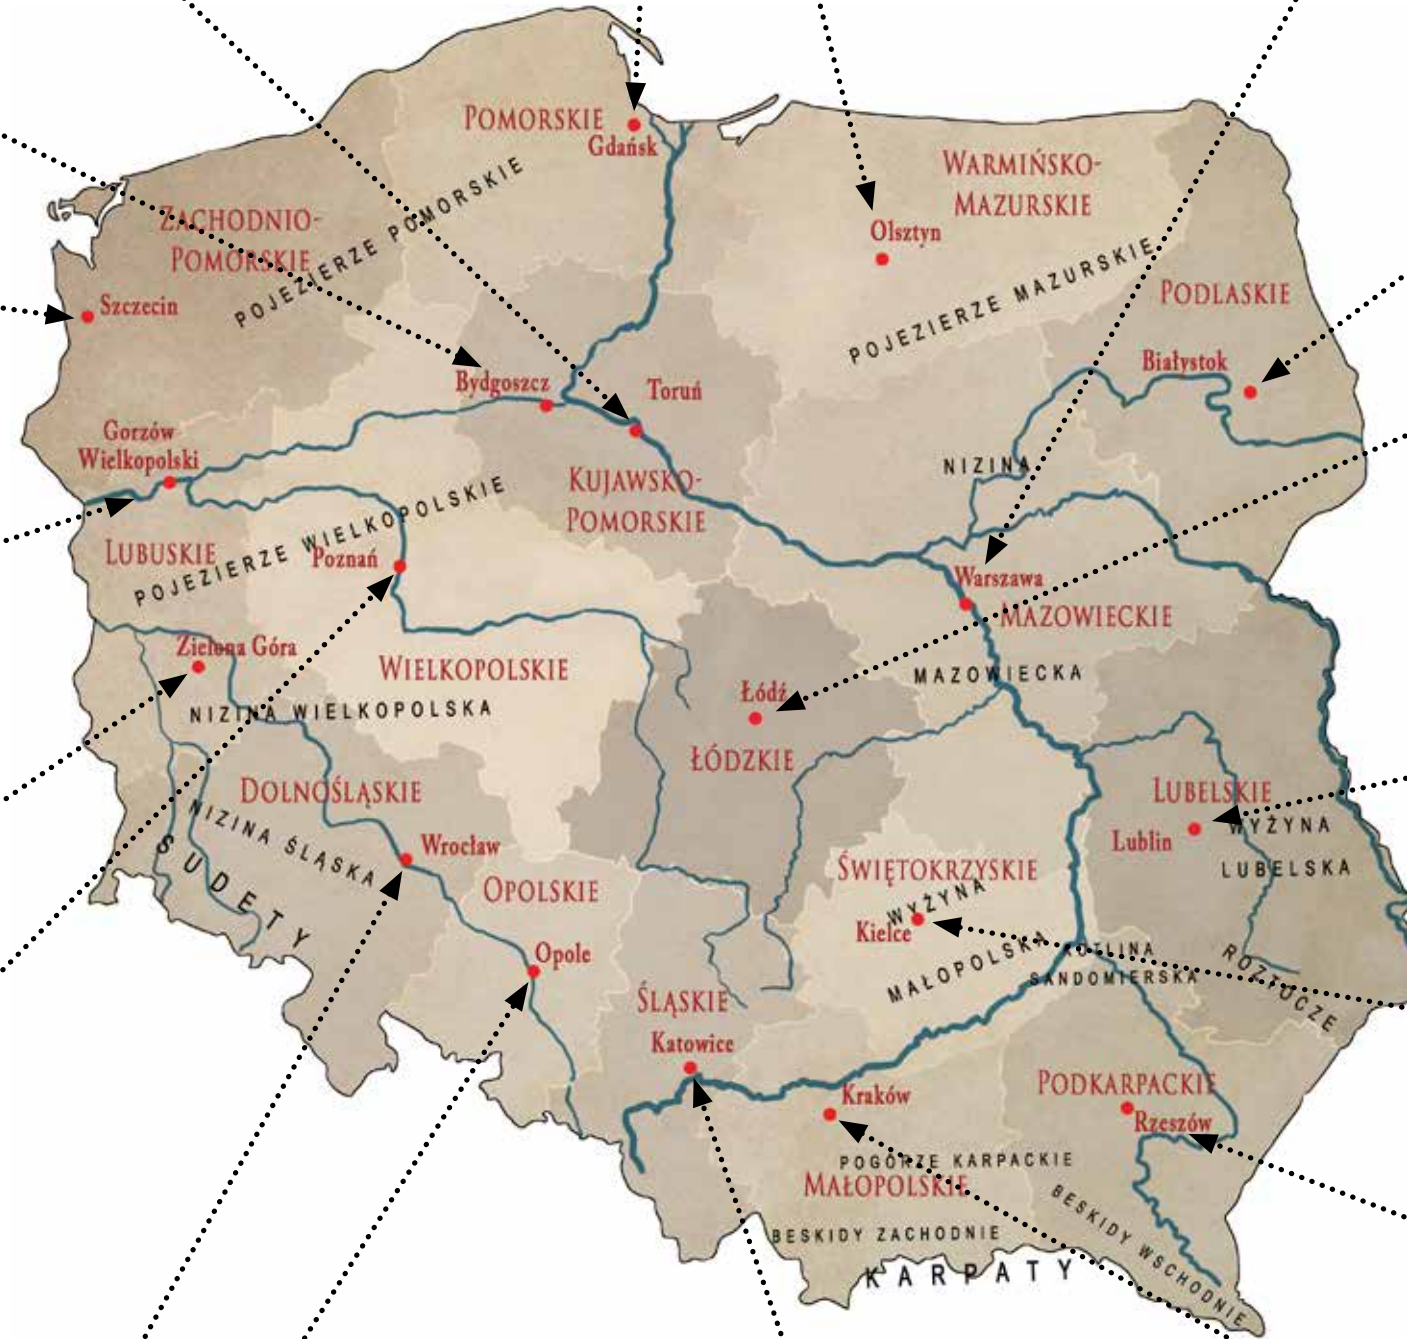 POMORSKIE
Gdańsk
WARMIŃSKO-
MAZURSKIE
ZACHODNIO-
POMORSKIE
POJEZIERZE POMORSKIE
Olsztyn
Szczecin
POJEZIERZE MAZURSKIE
PODLASKIE
Białystok
Bydgoszcz
Toruń
Gorzów
Wielkopolski
KUJAWSKO-
POMORSKIE
NIZINA
LUBUSKIE
POJEZIERZE WIELKOPOLSKIE
Poznań
Warszawa
MAZOWIECKIE
Zielona Góra
WIELKOPOLSKIE
MAZOWIECKA
NIZINA WIELKOPOLSKA
Łódź
ŁÓDZKIE
DOLNOŚLĄSKIE
NIZINA ŚLĄSKA
LUBELSKIE
Lublin
WYŻYNA
LUBELSKA
SUDETY
Wrocław
OPOLSKIE
ŚWIĘTOKRZYSKIE
WYŻYNA
Kielce
MAŁOPOLSKA
KOTLINA
SANDOMIERSKA
ROZTOCZE
Opole
ŚLĄSKIE
Katowice
Kraków
PODKARPACKIE
Rzeszów
POGÓRZE KARPACKIE
MAŁOPOLSKIE
BESKIDY ZACHODNIE
BESKIDY WSCHODNIE
KARPATY